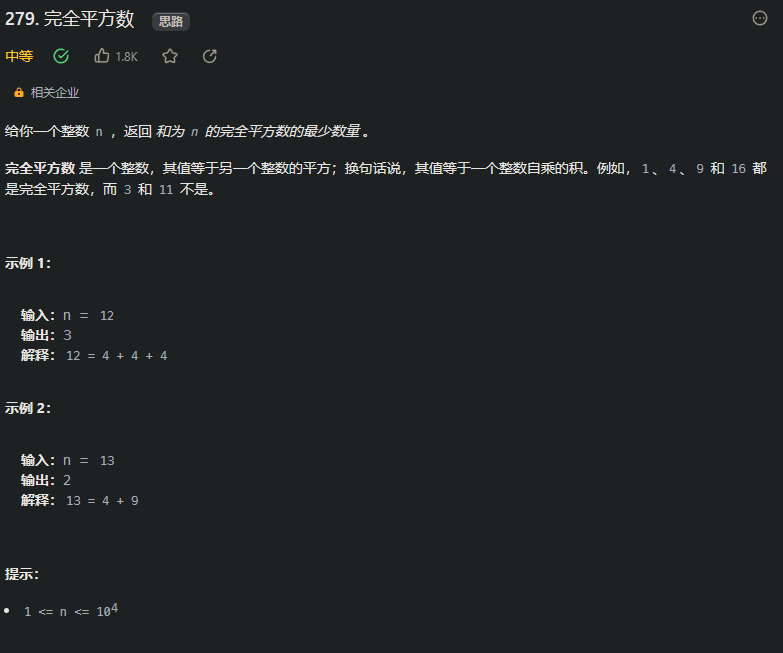 279. 完全平方数 思路
中等 1.8K
相关企业
给你一个整数 n ，返回 和为 n 的完全平方数的最少数量 。
完全平方数 是一个整数，其值等于另一个整数的平方；换句话说，其值等于一个整数自乘的积。例如，1、4、9 和 16 都
是完全平方数，而 3 和 11 不是。
示例 1：
输入：n = 12
输出：3
解释：12 = 4 + 4 + 4
示例 2：
输入：n = 13
输出：2
解释：13 = 4 + 9
提示：
• 1 <= n <= 10⁴